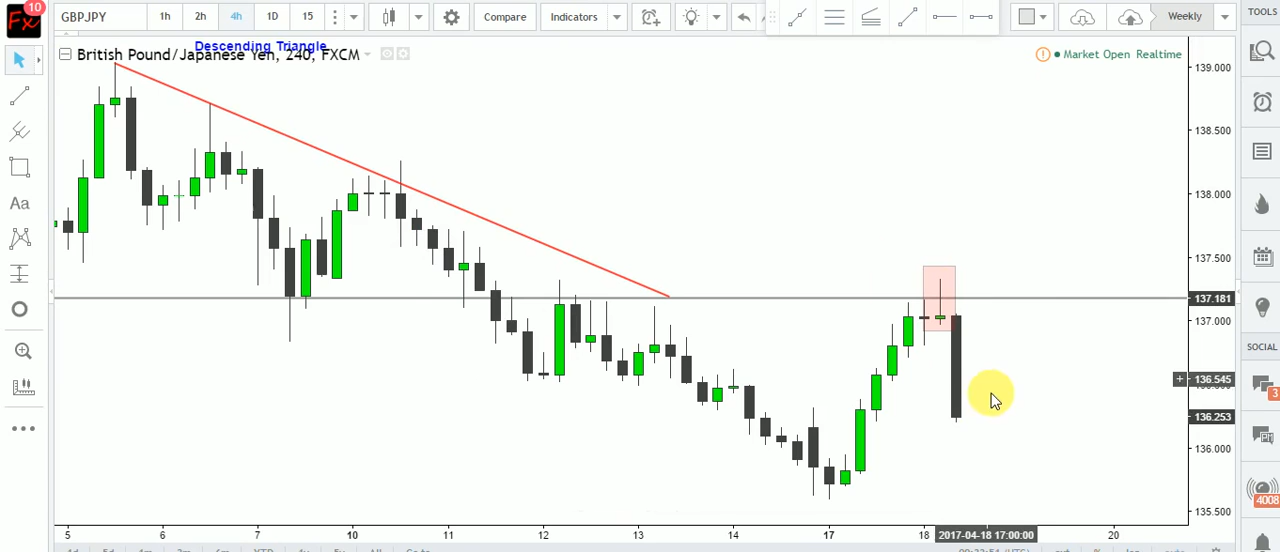 10
Fx
GBPJPY 1h 2h 4h 1D 15 Compare Indicators Weekly
TOOLS
Descending Triangle
British Pound/Japanese Yen, 240, FXCM
Market Open Realtime
139.000
138.500
138.000
137.500
137.181
137.000
136.545
136.253
136.000
135.500
5 6 7 10 11 12 13 14 17 18 2017-04-18 17:00:00 20
SOCIAL
3
4008